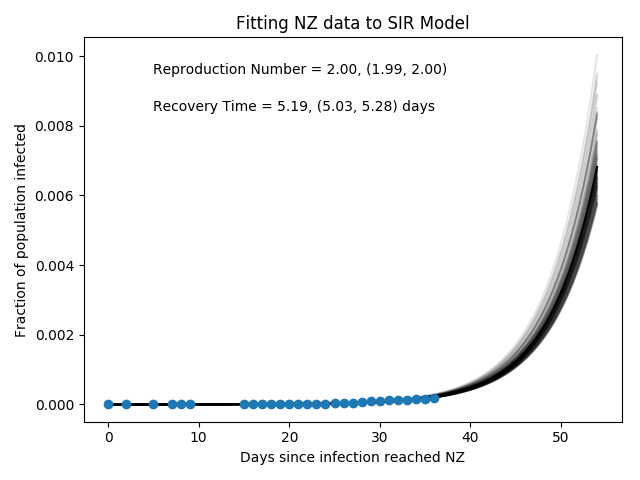 Fitting NZ data to SIR Model
Reproduction Number = 2.00, (1.99, 2.00)
Recovery Time = 5.19, (5.03, 5.28) days
Fraction of population infected
0.010
0.008
0.006
0.004
0.002
0.000
0 10 20 30 40 50
Days since infection reached NZ